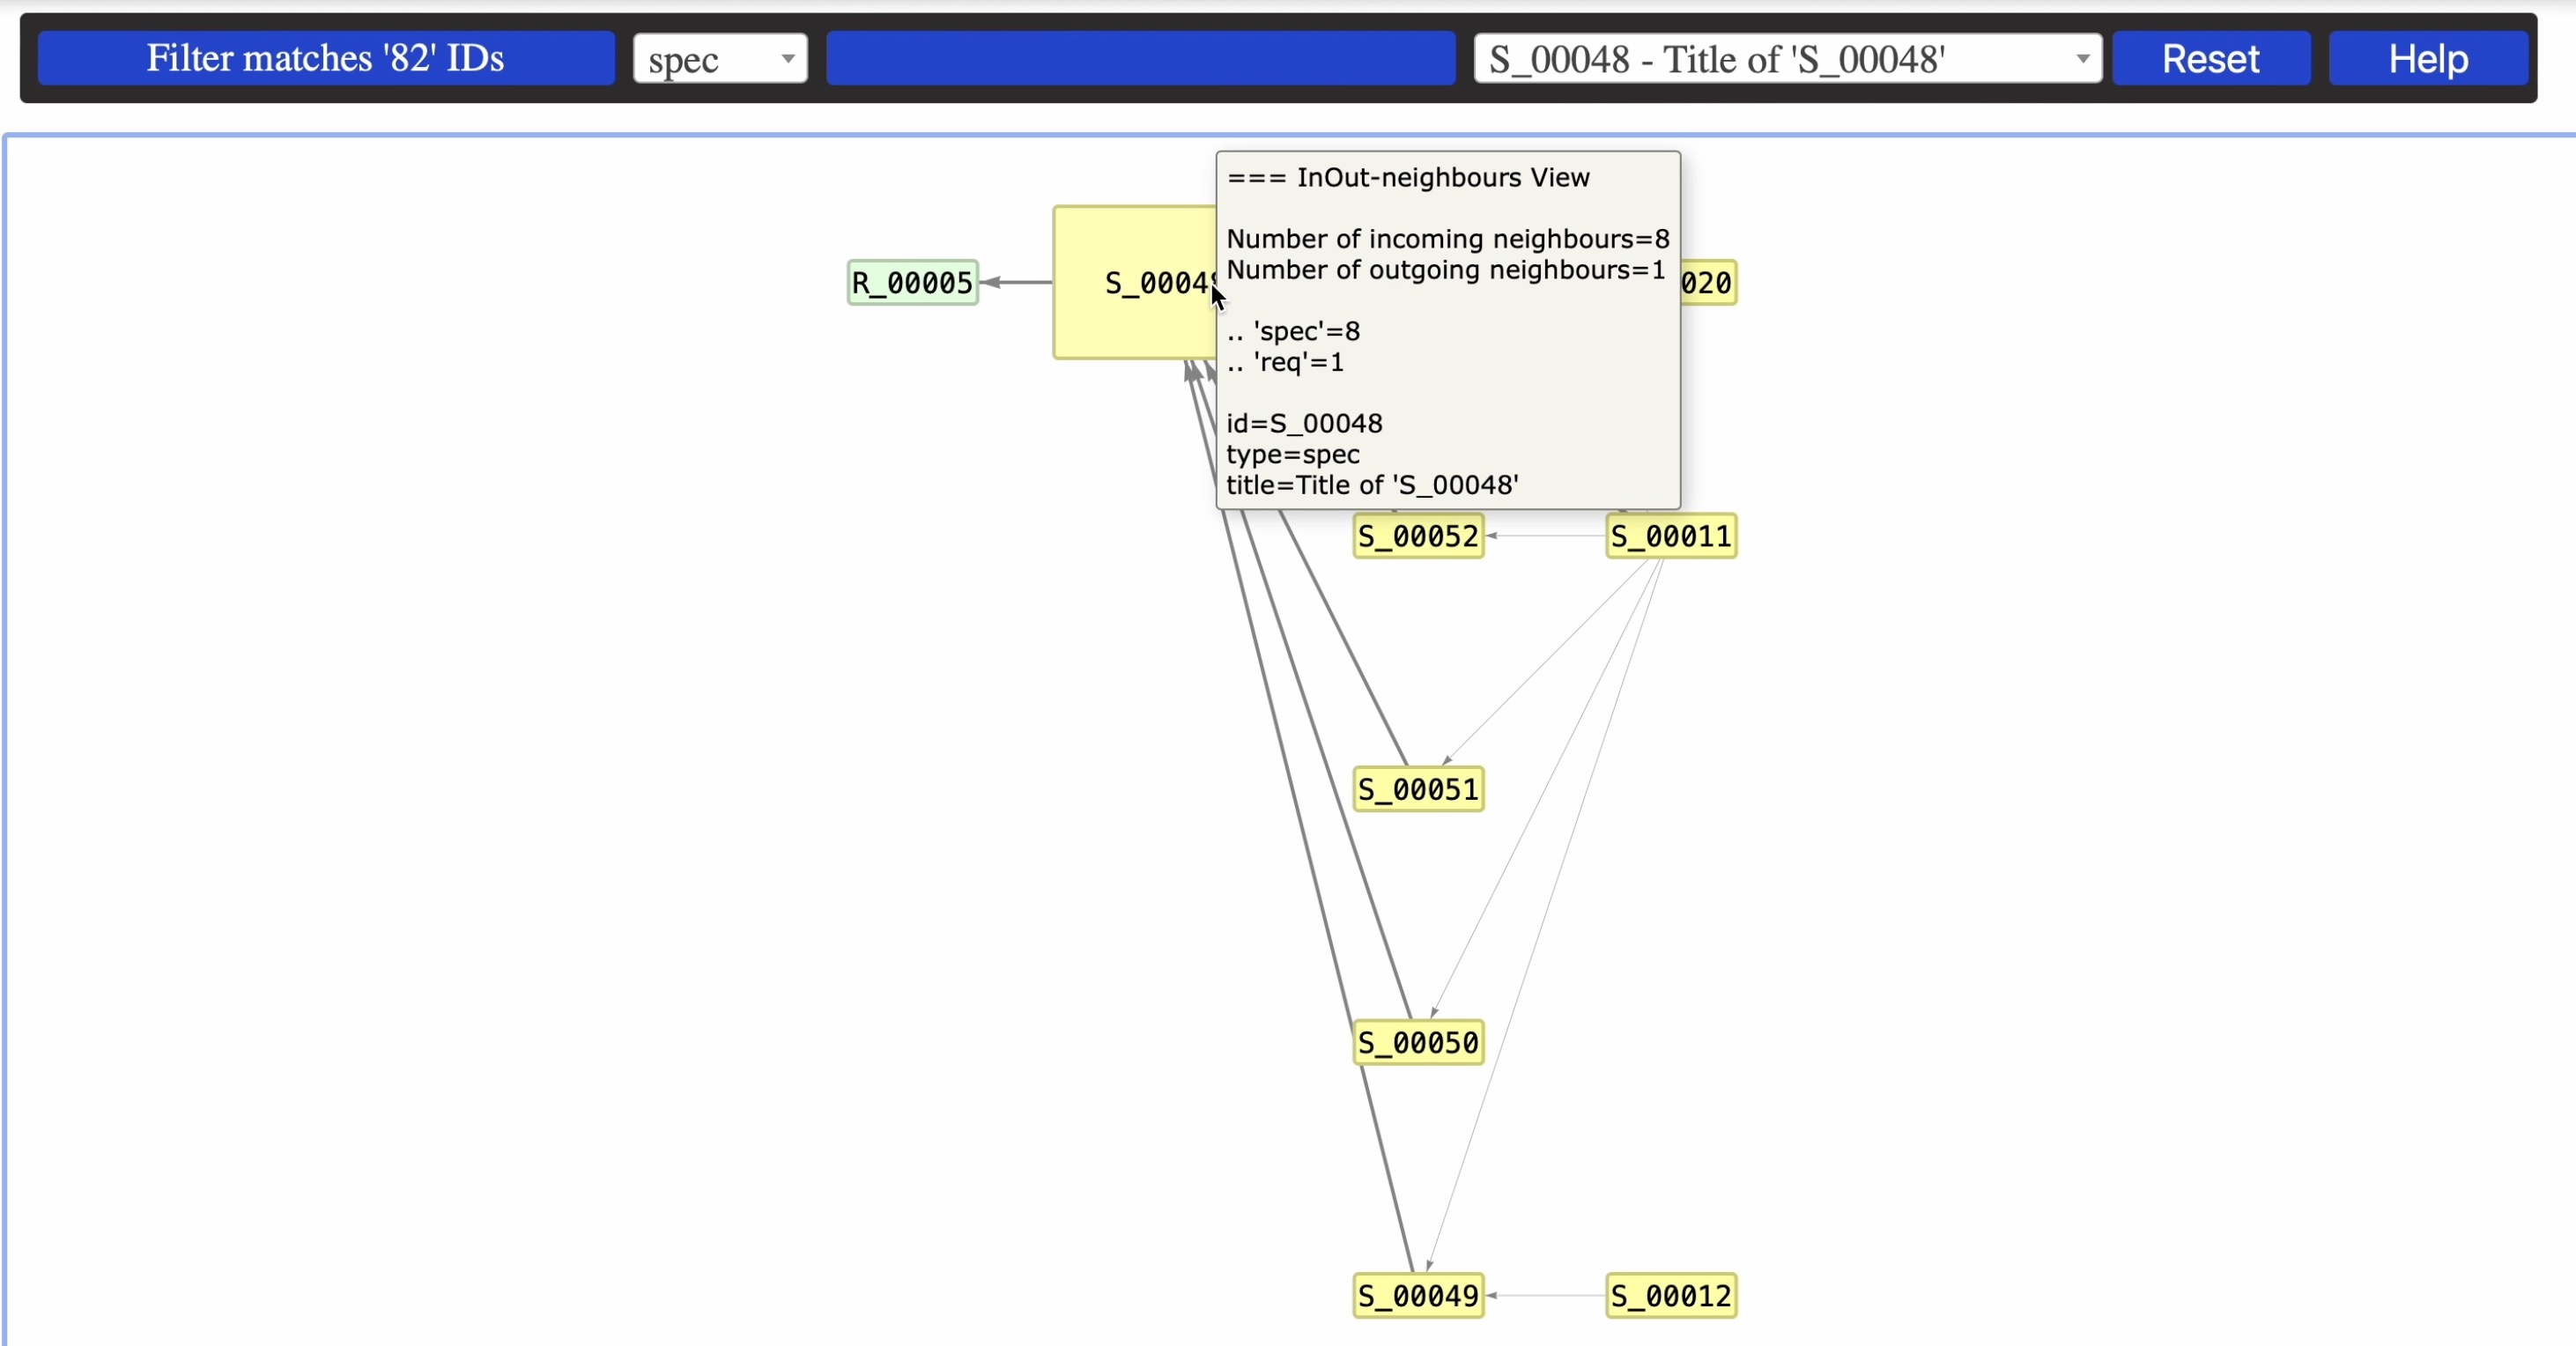 Filter matches '82' IDs
spec
S_00048 - Title of 'S_00048'
Reset
Help
=== InOut-neighbours View
Number of incoming neighbours=8
Number of outgoing neighbours=1
.. 'spec'=8
.. 'req'=1
id=S_00048
type=spec
title=Title of 'S_00048'
R_00005
S_0004
020
S_00052
S_00011
S_00051
S_00050
S_00049
S_00012